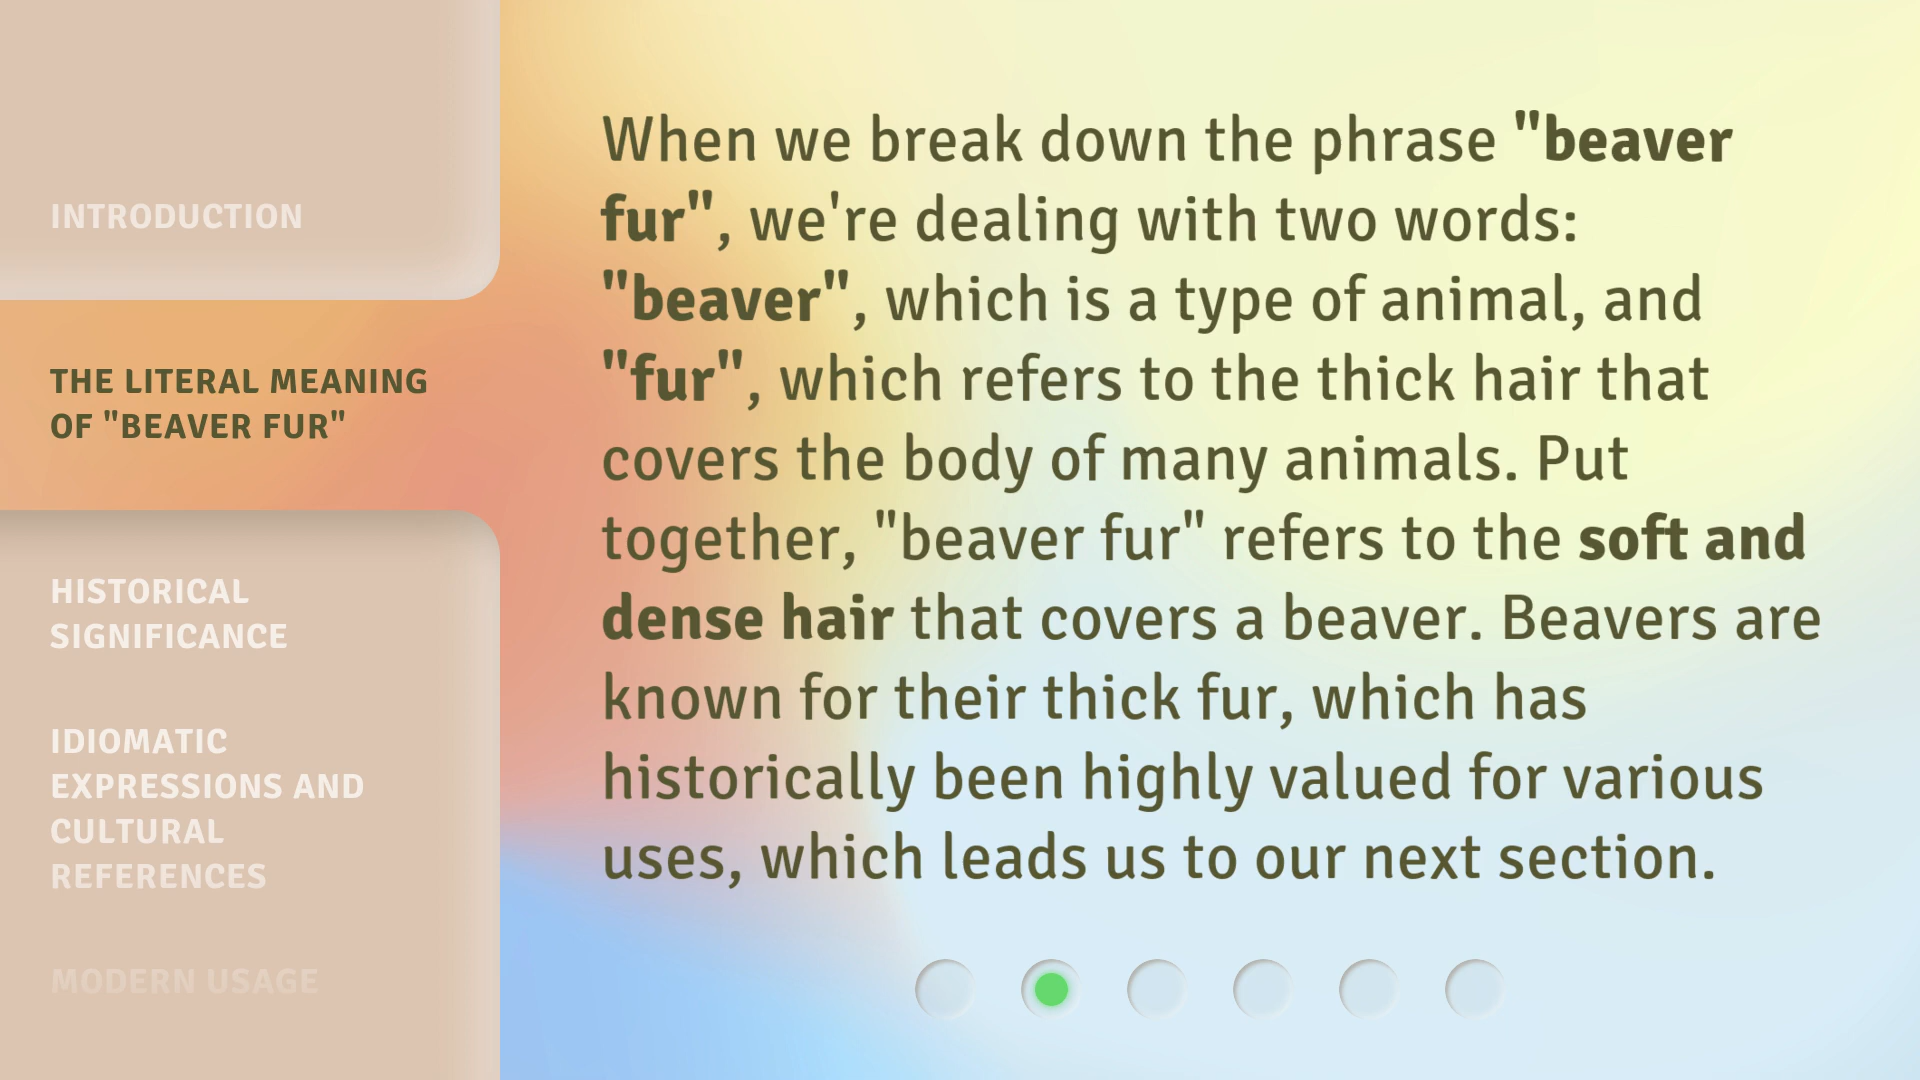 INTRODUCTION
THE LITERAL MEANING
OF "BEAVER FUR"
HISTORICAL
SIGNIFICANCE
IDIOMATIC
EXPRESSIONS AND
CULTURAL
REFERENCES
MODERN USAGE
When we break down the phrase "beaver
fur", we're dealing with two words:
"beaver", which is a type of animal, and
"fur", which refers to the thick hair that
covers the body of many animals. Put
together, "beaver fur" refers to the soft and
dense hair that covers a beaver. Beavers are
known for their thick fur, which has
historically been highly valued for various
uses, which leads us to our next section.